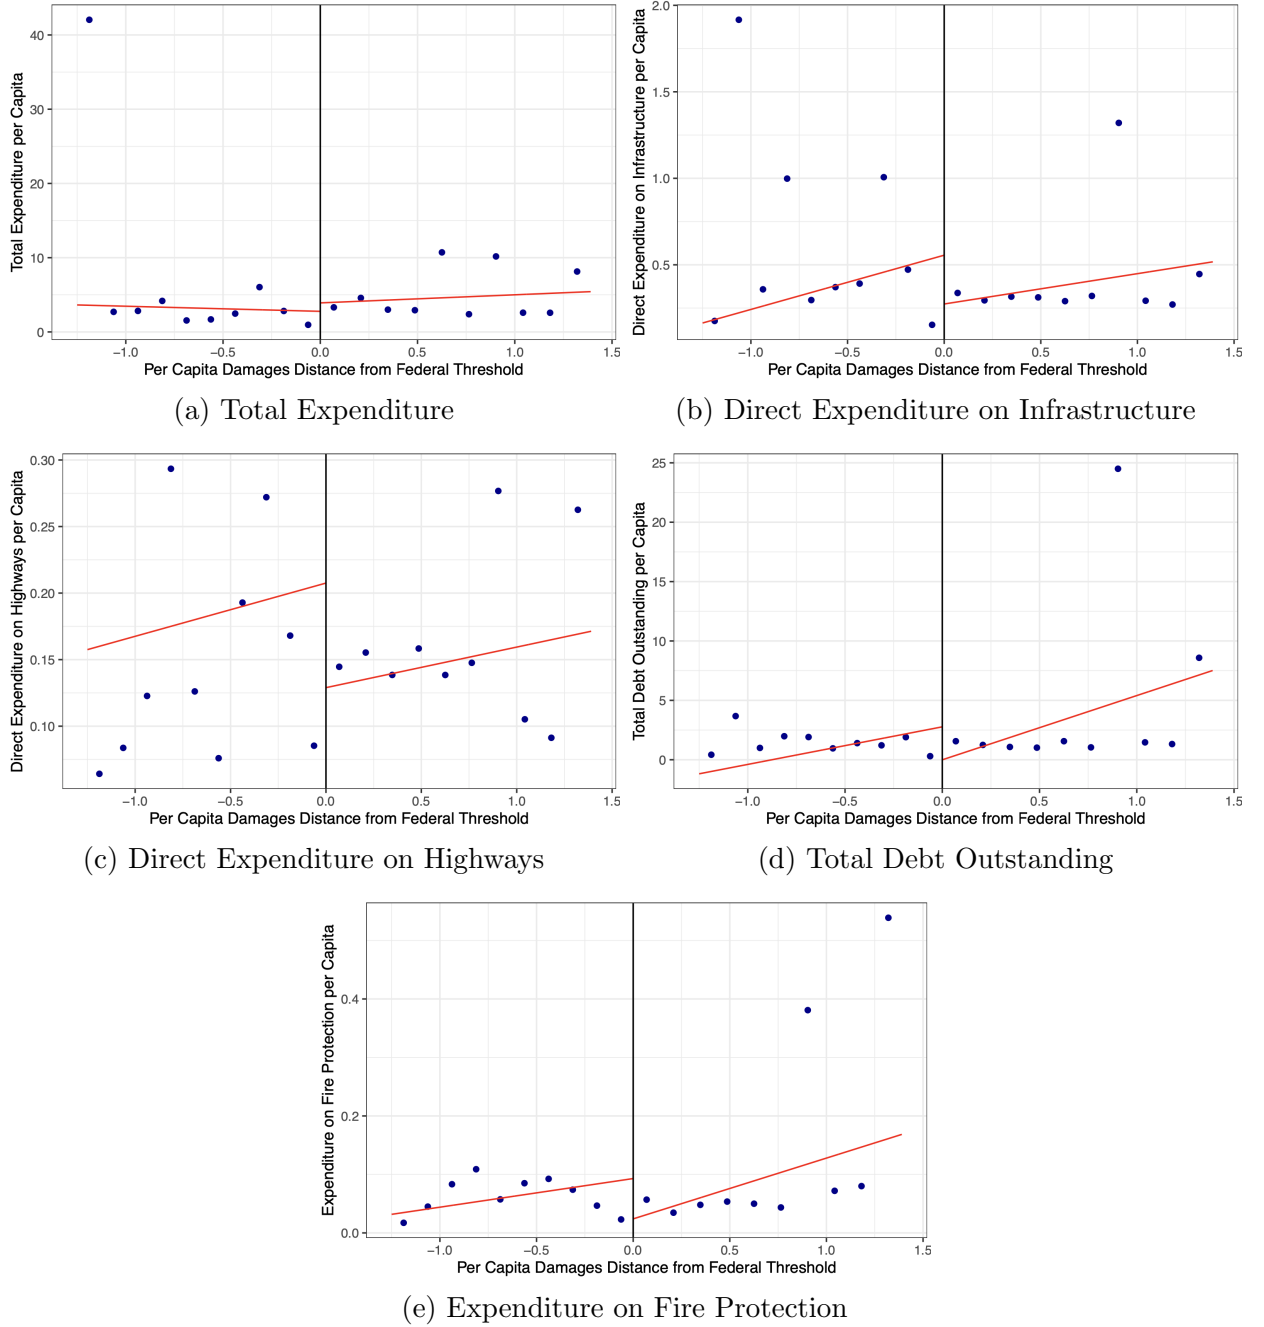 Total Expenditure per Capita
40
30
20
10
0
−1.0 −0.5 0.0 0.5 1.0 1.5
Per Capita Damages Distance from Federal Threshold
(a) Total Expenditure
Direct Expenditure on Infrastructure per Capita
2.0
1.5
1.0
0.5
−1.0 −0.5 0.0 0.5 1.0 1.5
Per Capita Damages Distance from Federal Threshold
(b) Direct Expenditure on Infrastructure
Direct Expenditure on Highways per Capita
0.30
0.25
0.20
0.15
0.10
−1.0 −0.5 0.0 0.5 1.0 1.5
Per Capita Damages Distance from Federal Threshold
(c) Direct Expenditure on Highways
Total Debt Outstanding per Capita
25
20
15
10
5
0
−1.0 −0.5 0.0 0.5 1.0 1.5
Per Capita Damages Distance from Federal Threshold
(d) Total Debt Outstanding
Expenditure on Fire Protection per Capita
0.4
0.2
0.0
−1.0 −0.5 0.0 0.5 1.0 1.5
Per Capita Damages Distance from Federal Threshold
(e) Expenditure on Fire Protection